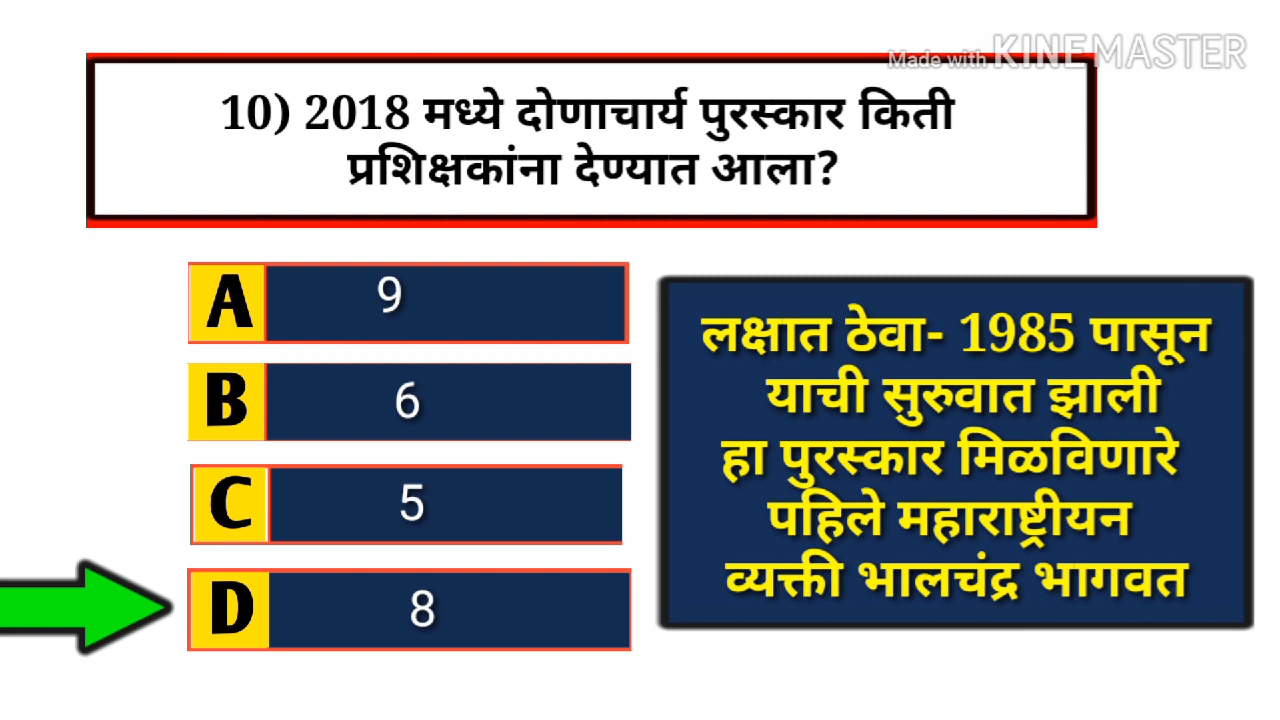 Made with KINEMASTER
10) 2018 मध्ये दोणाचार्य पुरस्कार किती
प्रशिक्षकांना देण्यात आला?
A 9
B 6
C 5
D 8
लक्षात ठेवा- 1985 पासून
याची सुरुवात झाली
हा पुरस्कार मिळविणारे
पहिले महाराष्ट्रीयन
व्यक्ती भालचंद्र भागवत